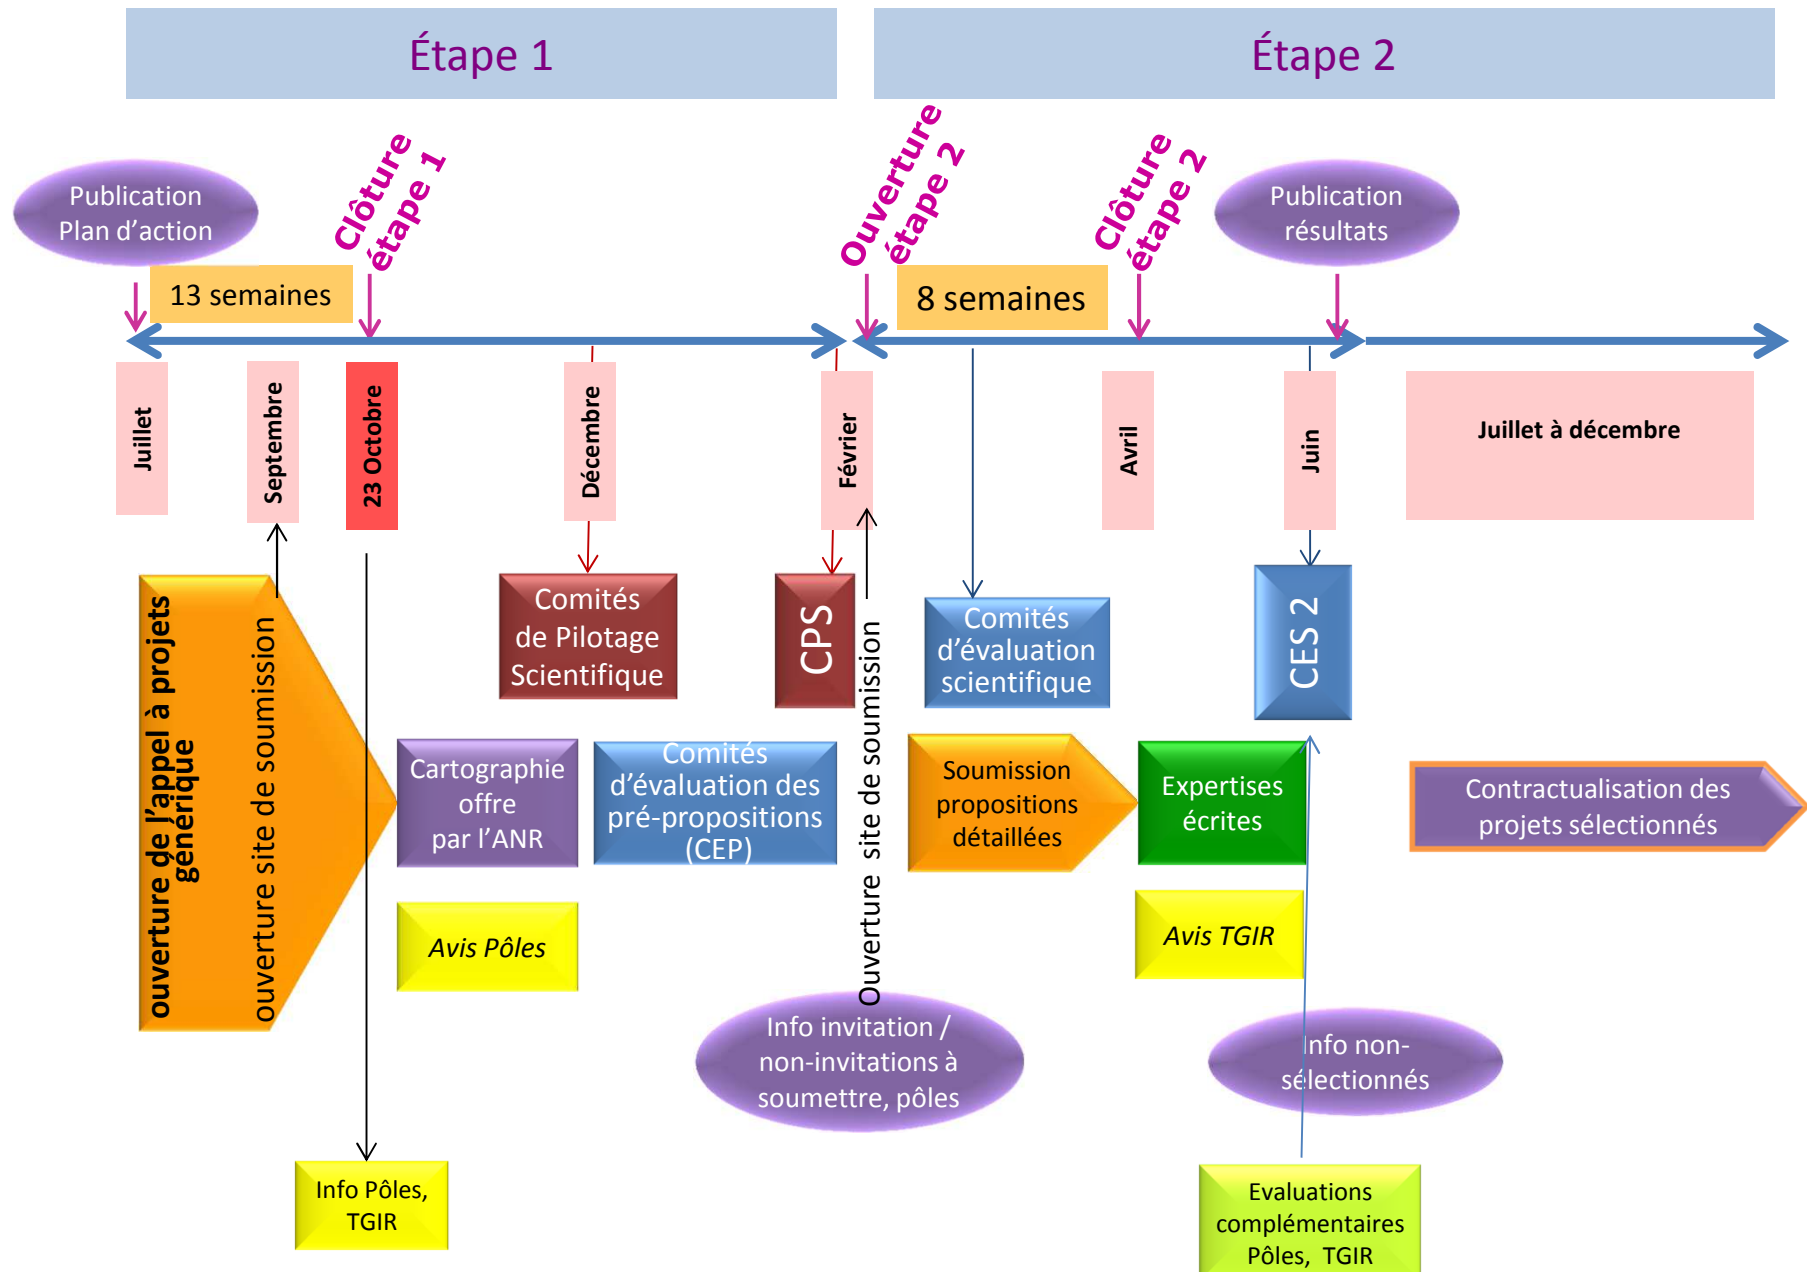 Étape 1
Étape 2
Publication
Plan d'action
Clôture
étape 1
Ouverture
étape 2
Clôture
étape 2
Publication
résultats
13 semaines
8 semaines
Juillet
Septembre
23 Octobre
Décembre
Février
Avril
Juin
Juillet à décembre
ouverture de l'appel à projets
générique
ouverture site de soumission
Comités
de Pilotage
Scientifique
CPS
Ouverture  site de soumission
Comités
d'évaluation
scientifique
CES 2
Cartographie
offre
par l'ANR
Comités
d'évaluation des
pré-propositions
(CEP)
Soumission
propositions
détaillées
Expertises
écrites
Contractualisation des
projets sélectionnés
Avis Pôles
Avis TGIR
Info invitation /
non-invitations à
soumettre, pôles
Info non-
sélectionnés
Info Pôles,
TGIR
Evaluations
complémentaires
Pôles,  TGIR